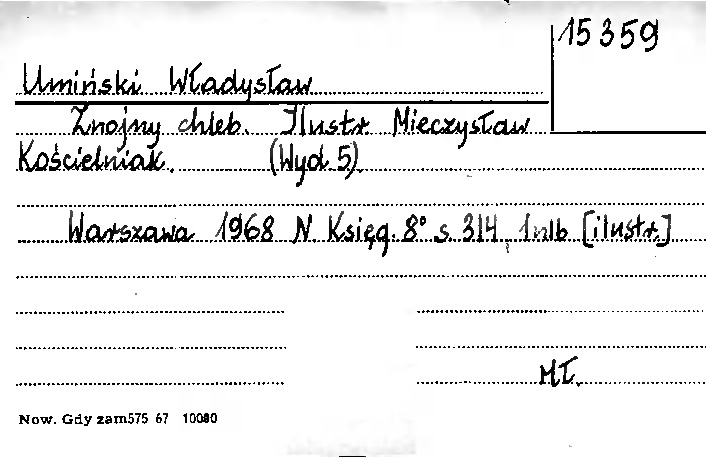 15359
Umiński Władysław
Znojny chleb. Ilustr. Mieczysław
Kościelniak. (Wyd. 5).
Warszawa 1968 N. Księg. 8° s. 314, 1nlb [ilustr.]
Mł.
Now. Gdy zam575 67 10080